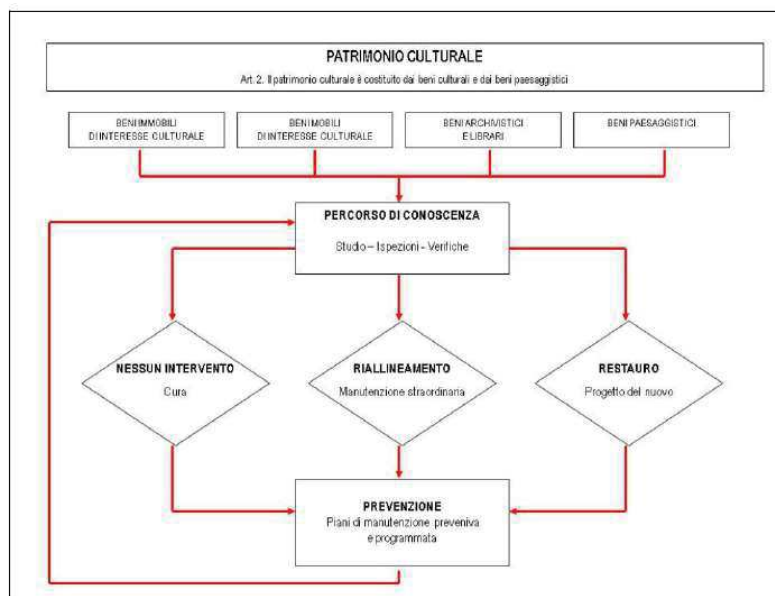 PATRIMONIO CULTURALE
Art. 2. Il patrimonio culturale è costituito dai beni culturali e dai beni paesaggistici
BENI IMMOBILI
DI INTERESSE CULTURALE
BENI MOBILI
DI INTERESSE CULTURALE
BENI ARCHIVISTICI
E LIBRARI
BENI PAESAGGISTICI
PERCORSO DI CONOSCENZA
Studio – Ispezioni - Verifiche
NESSUN INTERVENTO
Cura
RIALLINEAMENTO
Manutenzione straordinaria
RESTAURO
Progetto del nuovo
PREVENZIONE
Piani di manutenzione preveniva
e programmata